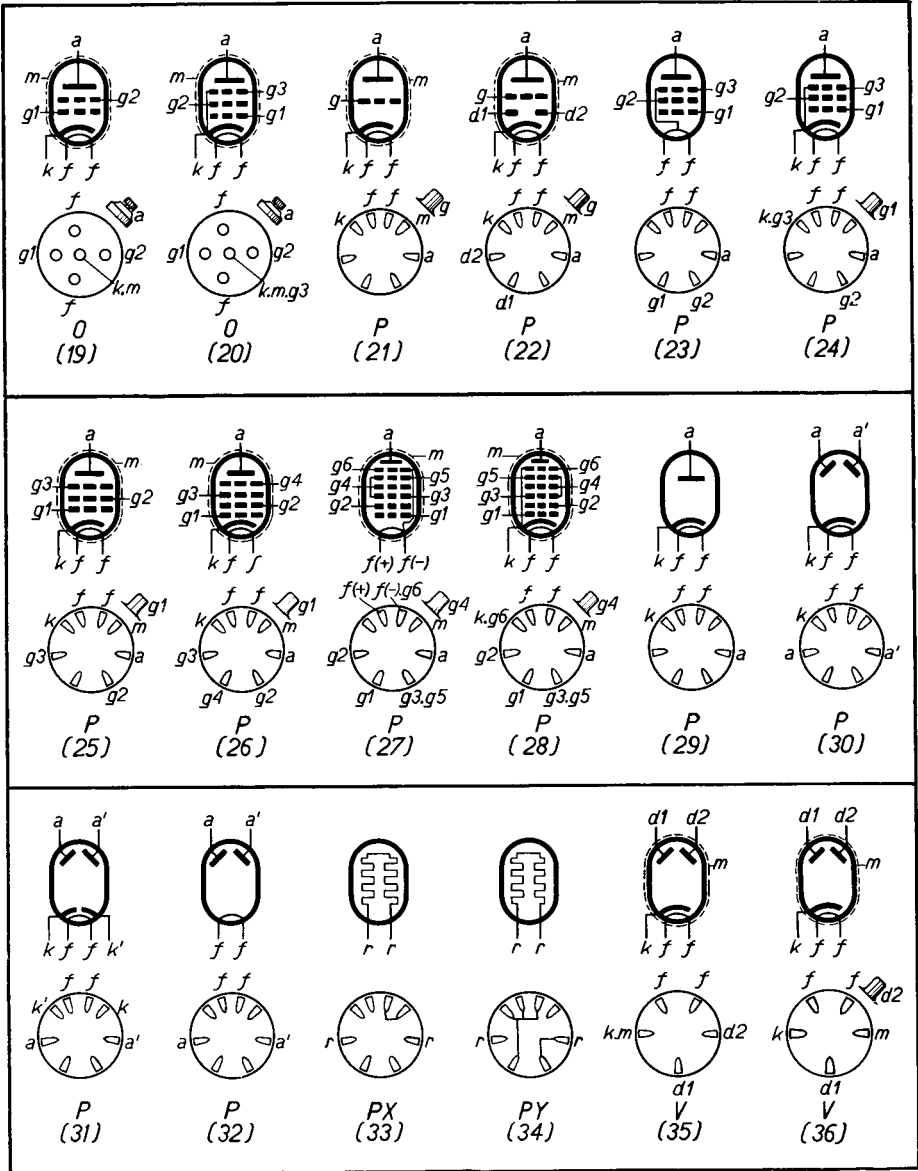 a a a a a a
m m m m
g1 g2 g2 g3 g1 g g d1 d2 g2 g3 g1 g2 g3 g1
k f f k f f k f f k f f f f k f f
f a f a f f g f f g f f f f g1
g1 g2 g1 g2 k m k m k.g3
k.m k.m.g3 a d2 a a a
f f d1 g1 g2 g2
O O P P P P
(19) (20) (21) (22) (23) (24)
a a a a a a a'
m m m m
g3 g2 g1 g4 g3 g2 g1 g6 g5 g4 g3 g2 g1 g6 g5 g4 g3 g2 g1
k f f k f f f(+) f(-) k f f k f f k f f
f f g1 f f g1 f(+) f(-).g6 g4 f f g4 f f f f
k m k m m k.g6 m k k
g3 a g3 a g2 a g2 a a a a'
g2 g4 g2 g1 g3.g5 g1 g3.g5
P P P P P P
(25) (26) (27) (28) (29) (30)
a a' a a' d1 d2 d1 d2
m m
k f f k' f f r r r r k f f k f f
f f f f f f f f d2
k' k
a a' a a' r r r r k.m d2 k m
d1 d1
P P PX PY V V
(31) (32) (33) (34) (35) (36)